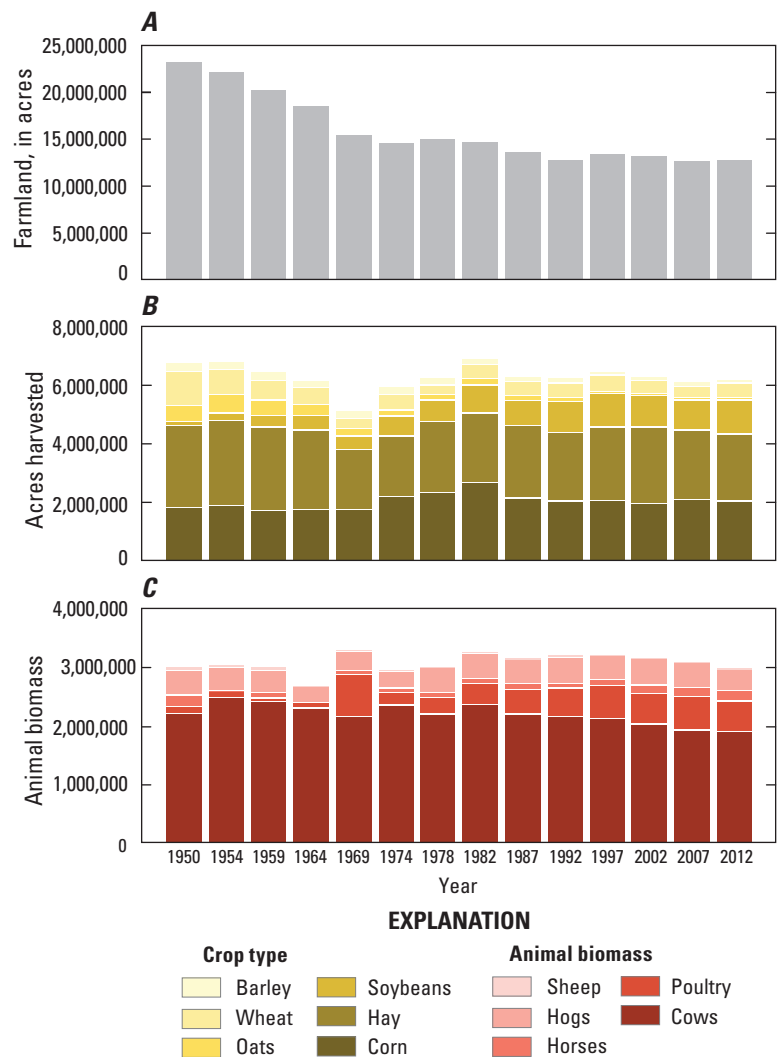 A
Farmland, in acres
25,000,000
20,000,000
15,000,000
10,000,000
5,000,000
0
B
Acres harvested
8,000,000
6,000,000
4,000,000
2,000,000
0
C
Animal biomass
4,000,000
3,000,000
2,000,000
1,000,000
0
1950 1954 1959 1964 1969 1974 1978 1982 1987 1992 1997 2002 2007 2012
Year
EXPLANATION
Crop type
Barley
Wheat
Oats
Soybeans
Hay
Corn
Animal biomass
Sheep
Hogs
Horses
Poultry
Cows